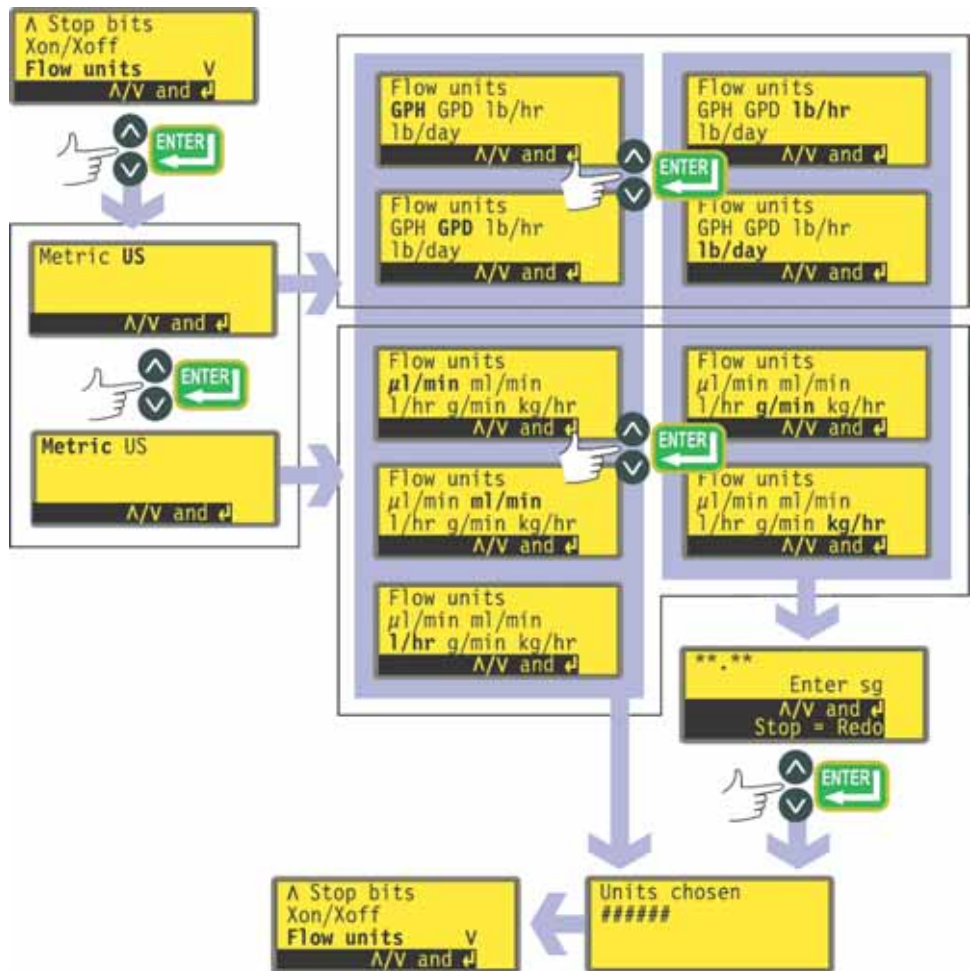 Λ Stop bits
Xon/Xoff
Flow units V
Λ/V and ↵
ENTER
Metric US
Λ/V and ↵
ENTER
Metric US
Λ/V and ↵
Flow units
GPH GPD lb/hr
lb/day
Λ/V and ↵
Flow units
GPH GPD lb/hr
lb/day
Λ/V and ↵
ENTER
Flow units
GPH GPD lb/hr
lb/day
Λ/V and ↵
Flow units
GPH GPD lb/hr
lb/day
Λ/V and ↵
Flow units
µl/min ml/min
l/hr g/min kg/hr
Λ/V and ↵
Flow units
µl/min ml/min
l/hr g/min kg/hr
Λ/V and ↵
ENTER
Flow units
µl/min ml/min
l/hr g/min kg/hr
Λ/V and ↵
Flow units
µl/min ml/min
l/hr g/min kg/hr
Λ/V and ↵
Flow units
µl/min ml/min
l/hr g/min kg/hr
Λ/V and ↵
**.**
Enter sg
Λ/V and ↵
Stop = Redo
ENTER
Units chosen
######
Λ Stop bits
Xon/Xoff
Flow units V
Λ/V and ↵